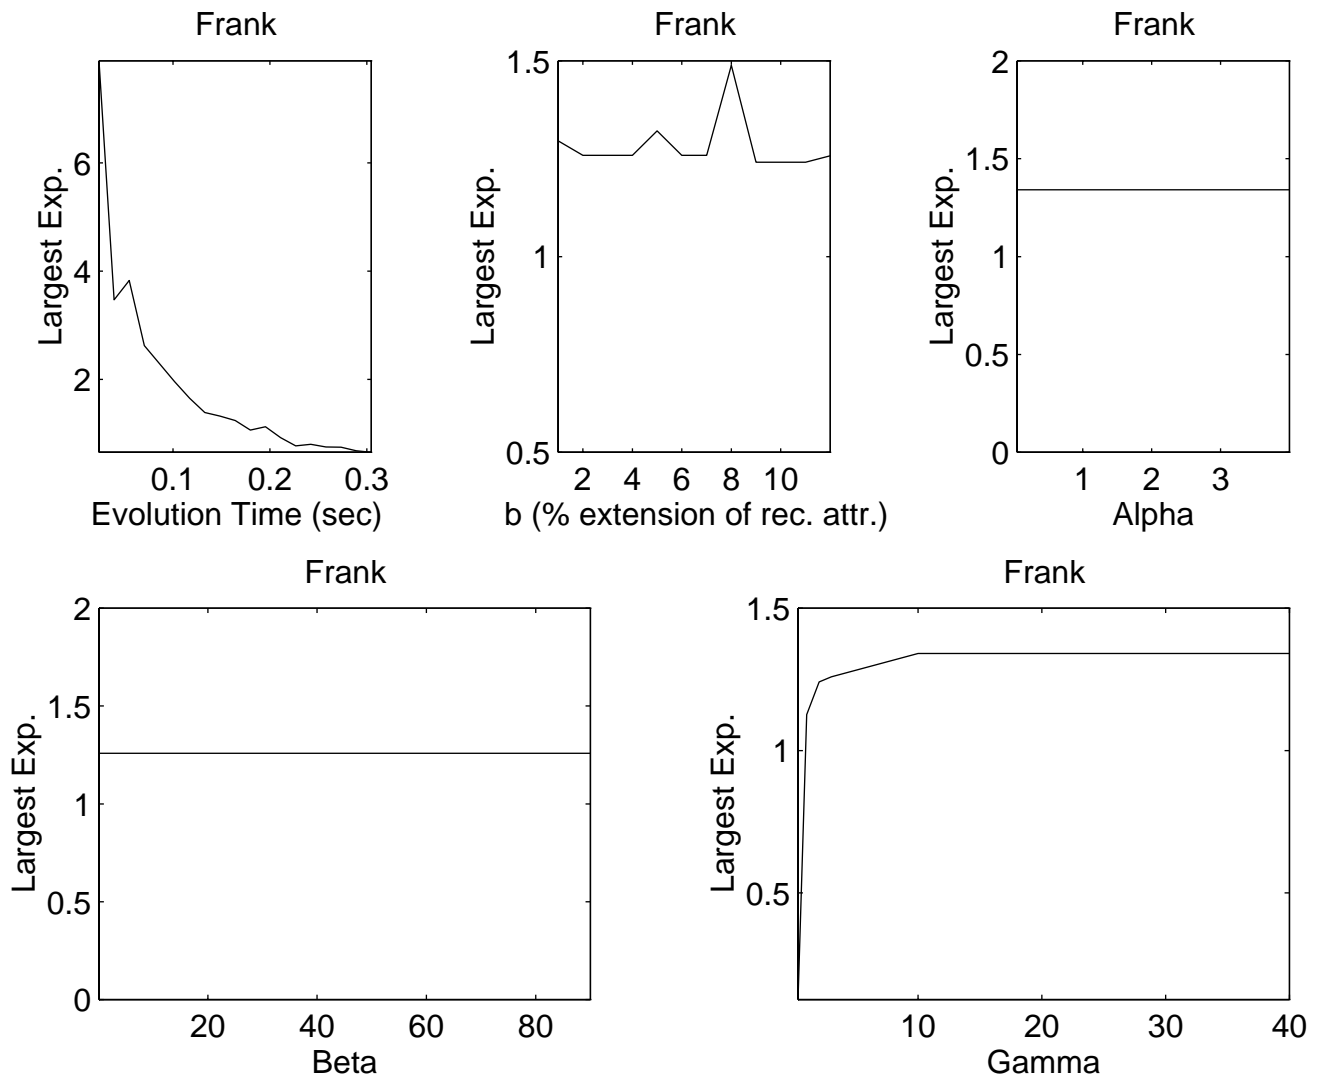 Frank
Largest Exp.
6
4
2
0.1 0.2 0.3
Evolution Time (sec)
Frank
Largest Exp.
1.5
1
0.5
2 4 6 8 10
b (% extension of rec. attr.)
Frank
Largest Exp.
2
1.5
1
0.5
0
1 2 3
Alpha
Frank
Largest Exp.
2
1.5
1
0.5
0
20 40 60 80
Beta
Frank
Largest Exp.
1.5
1
0.5
10 20 30 40
Gamma